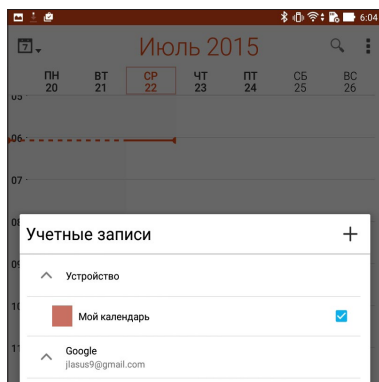 6:04
7
Июль 2015
ПН ВТ СР ЧТ ПТ СБ ВС
20 21 22 23 24 25 26
05
06
07
Учетные записи
Устройство
Мой календарь
Google
jlasus9@gmail.com